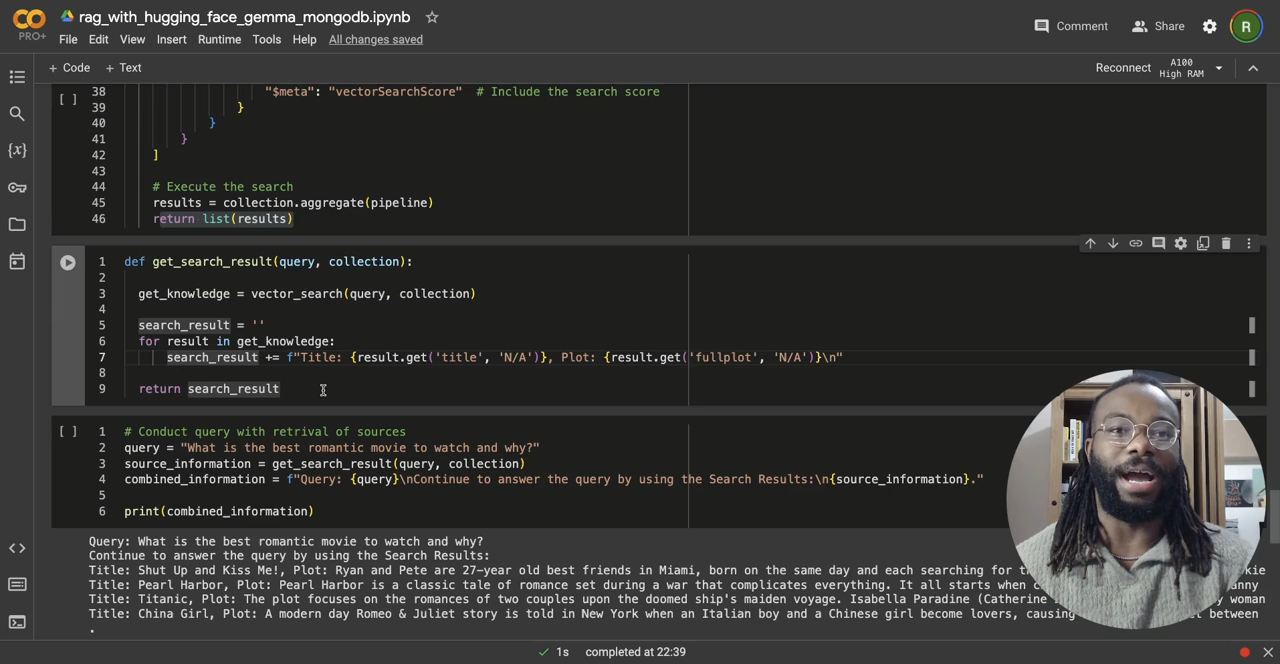 rag_with_hugging_face_gemma_mongodb.ipynb
PRO+
File Edit View Insert Runtime Tools Help All changes saved
Comment Share R
+ Code + Text
Reconnect A100
High RAM
[ ]
38 "$meta": "vectorSearchScore" # Include the search score
39 }
40 }
41 }
42 ]
43
44 # Execute the search
45 results = collection.aggregate(pipeline)
46 return list(results)
1 def get_search_result(query, collection):
2
3 get_knowledge = vector_search(query, collection)
4
5 search_result = ''
6 for result in get_knowledge:
7 search_result += f"Title: {result.get('title', 'N/A')}, Plot: {result.get('fullplot', 'N/A')}\n"
8
9 return search_result
[ ]
1 # Conduct query with retrival of sources
2 query = "What is the best romantic movie to watch and why?"
3 source_information = get_search_result(query, collection)
4 combined_information = f"Query: {query}\nContinue to answer the query by using the Search Results:\n{source_information}."
5
6 print(combined_information)
Query: What is the best romantic movie to watch and why?
Continue to answer the query by using the Search Results:
Title: Shut Up and Kiss Me!, Plot: Ryan and Pete are 27-year old best friends in Miami, born on the same day and each searching for
Title: Pearl Harbor, Plot: Pearl Harbor is a classic tale of romance set during a war that complicates everything. It all starts when
Title: Titanic, Plot: The plot focuses on the romances of two couples upon the doomed ship's maiden voyage. Isabella Paradine (Catherine woman
Title: China Girl, Plot: A modern day Romeo & Juliet story is told in New York when an Italian boy and a Chinese girl become lovers, causing between
.
1s completed at 22:39